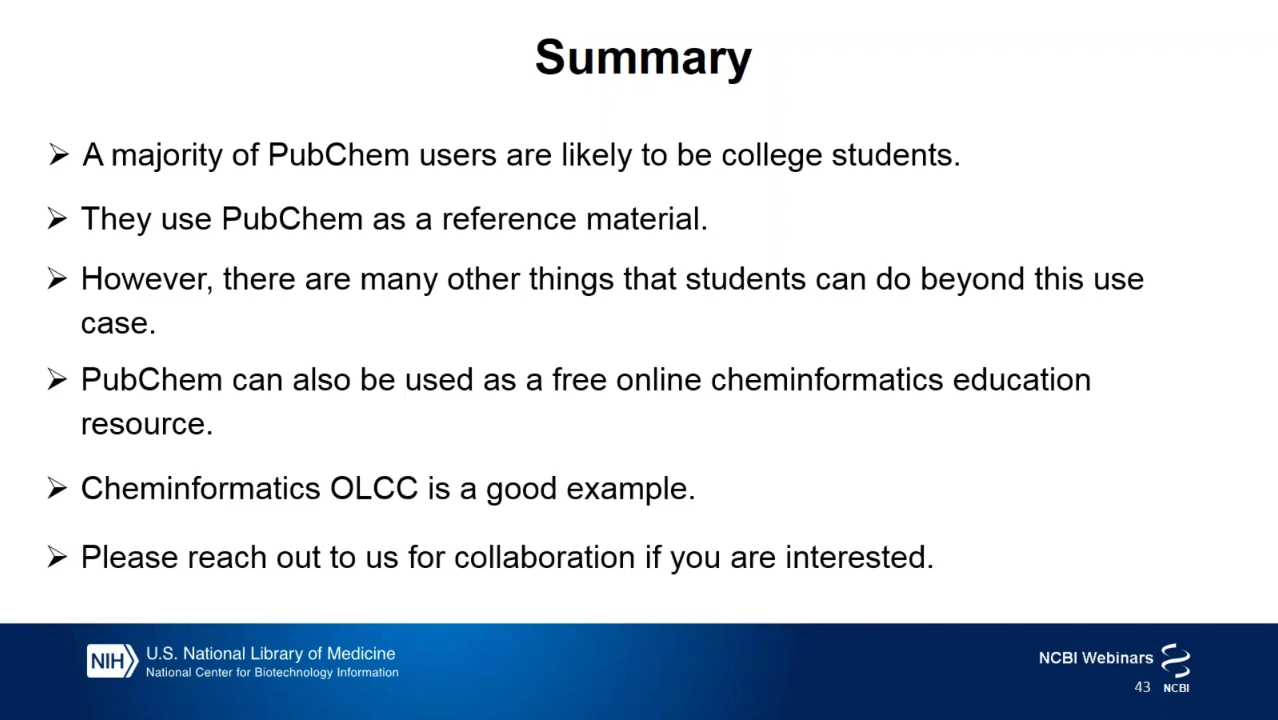 Summary
➢ A majority of PubChem users are likely to be college students.
➢ They use PubChem as a reference material.
➢ However, there are many other things that students can do beyond this use
case.
➢ PubChem can also be used as a free online cheminformatics education
resource.
➢ Cheminformatics OLCC is a good example.
➢ Please reach out to us for collaboration if you are interested.
NIH
U.S. National Library of Medicine
National Center for Biotechnology Information
NCBI Webinars
43
NCBI